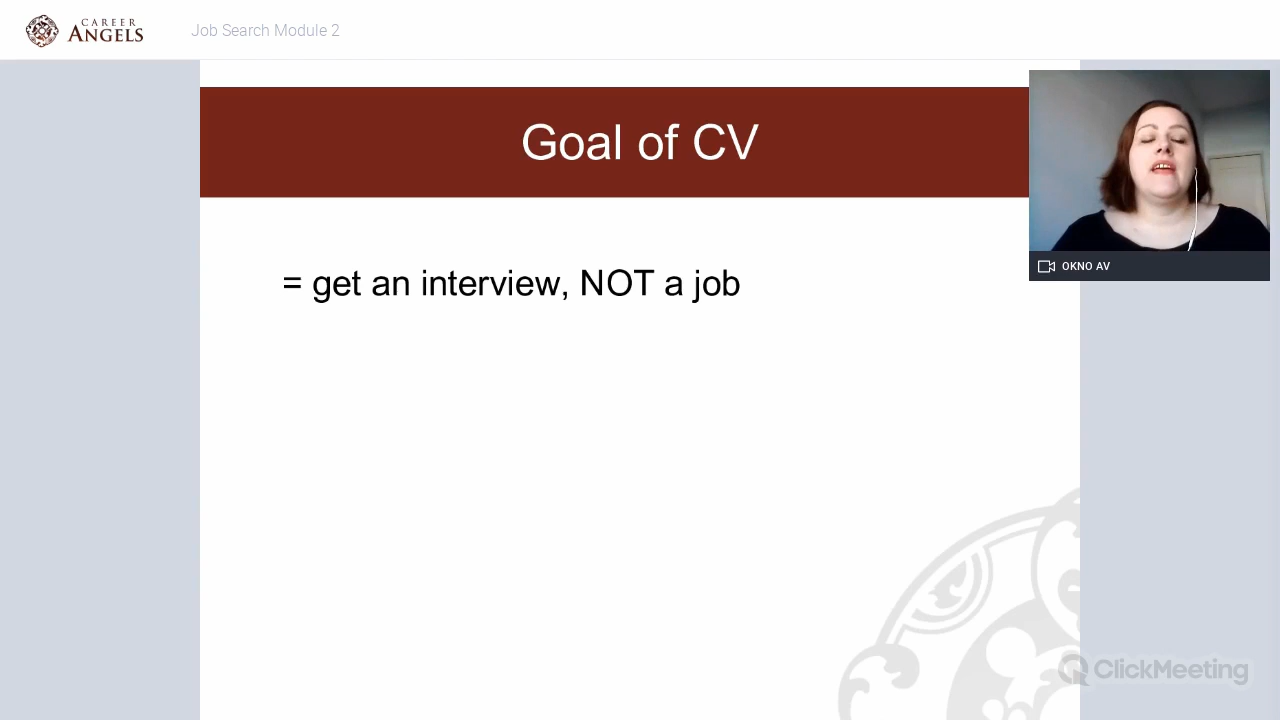 CAREER
ANGELS
Job Search Module 2
Goal of CV
= get an interview, NOT a job
OKNO AV
ClickMeeting